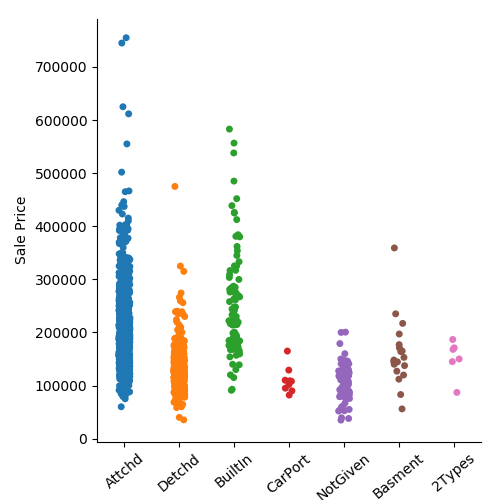 700000
600000
500000
400000
300000
200000
100000
0
Sale Price
Attchd
Detchd
BuiltIn
CarPort
NotGiven
Basment
2Types